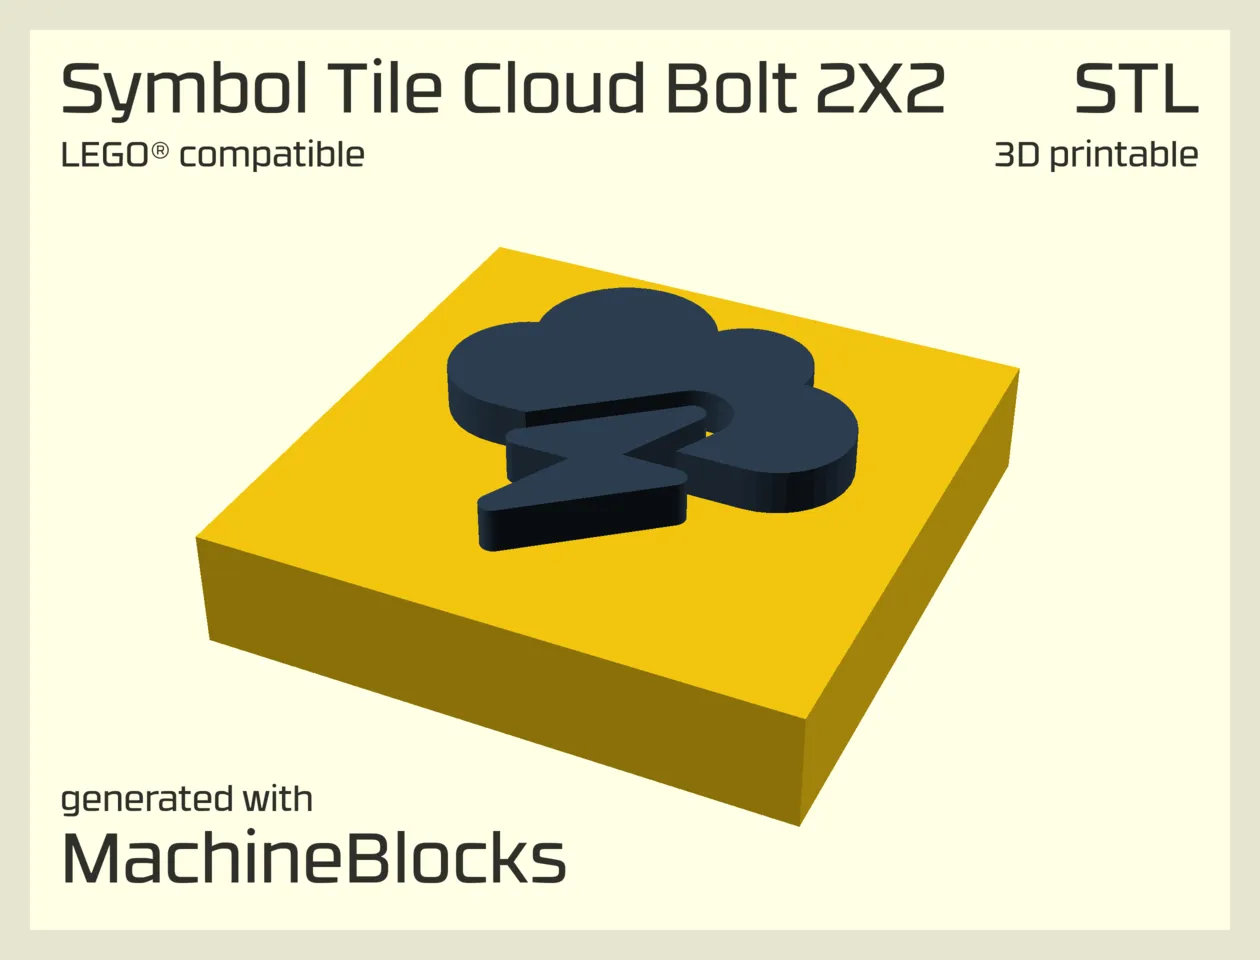 Symbol Tile Cloud Bolt 2X2
STL
LEGO® compatible
3D printable
generated with
MachineBlocks